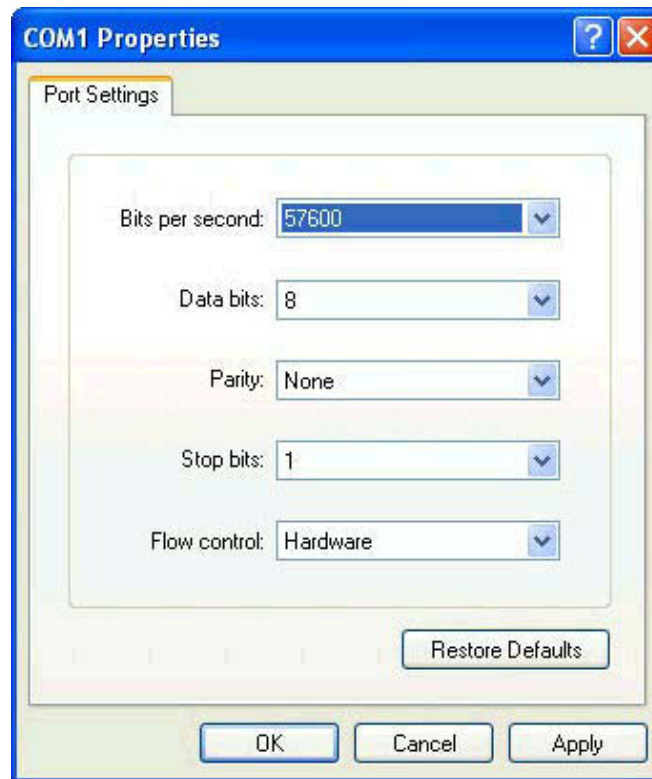 COM1 Properties
Port Settings
Bits per second: 57600
Data bits: 8
Parity: None
Stop bits: 1
Flow control: Hardware
Restore Defaults
OK Cancel Apply